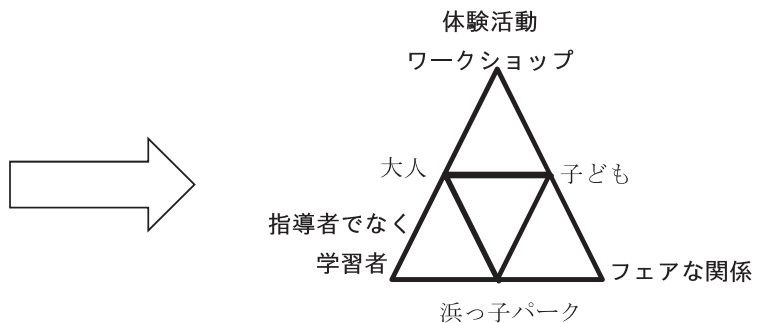 体験活動
ワークショップ
大人
子ども
指導者でなく
学習者
フェアな関係
浜っ子パーク